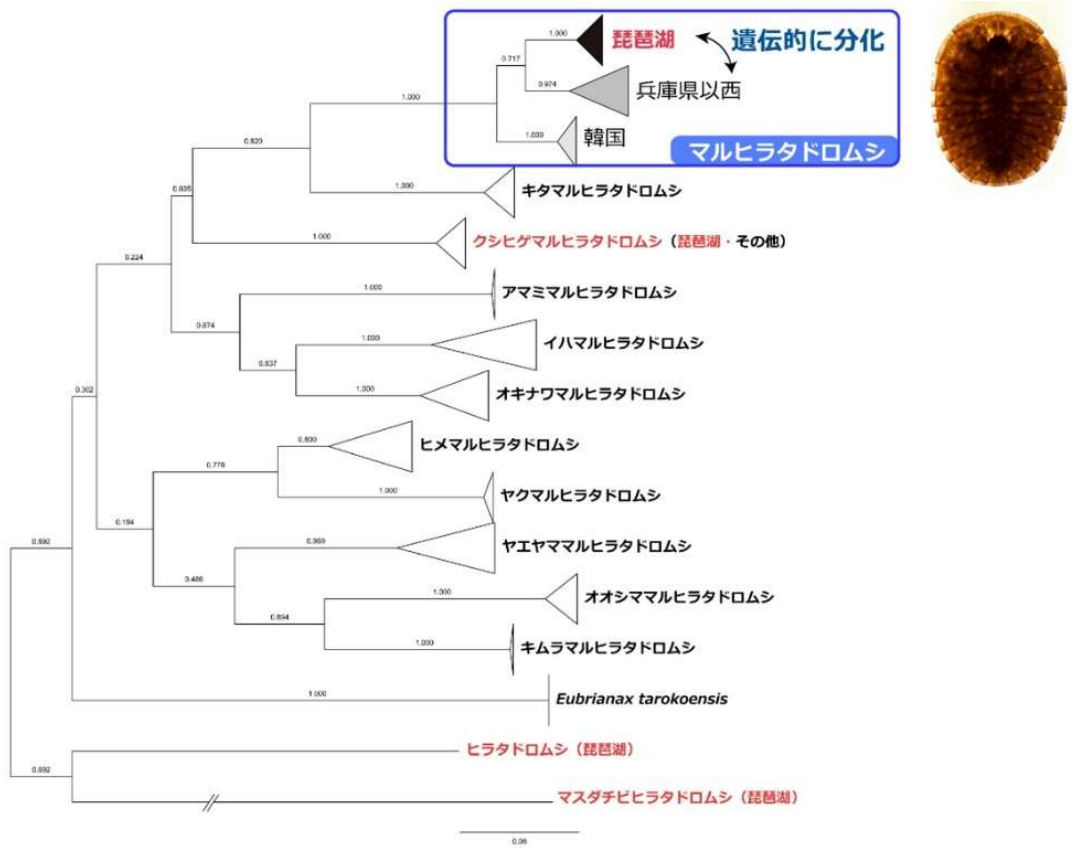 1.000
琵琶湖
遺伝的に分化
0.717
0.974
兵庫県以西
1.000
1.000
韓国
マルヒラタドロムシ
0.820
1.000
キタマルヒラタドロムシ
0.835
1.000
クシヒゲマルヒラタドロムシ（琵琶湖・その他）
0.224
1.000
アマミマルヒラタドロムシ
0.874
1.000
イハマルヒラタドロムシ
0.837
1.000
オキナワマルヒラタドロムシ
0.302
0.800
ヒメマルヒラタドロムシ
0.778
1.000
ヤクマルヒラタドロムシ
0.194
0.989
ヤエヤママルヒラタドロムシ
0.692
0.486
1.000
オオシママルヒラタドロムシ
0.894
1.000
キムラマルヒラタドロムシ
1.000
Eubrianax tarokoensis
ヒラタドロムシ（琵琶湖）
0.692
マスダチビヒラタドロムシ（琵琶湖）
0.06